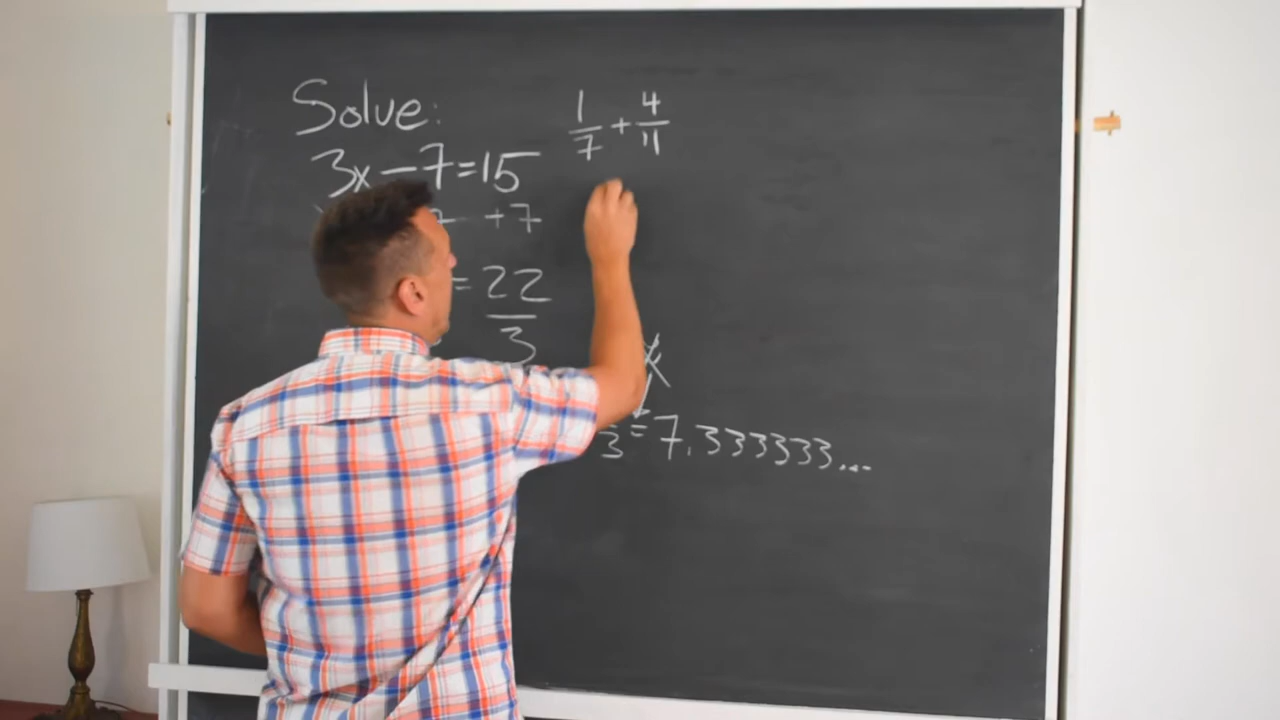 Solve:
3x - 7 = 15
+7
= 22
3
1/7 + 4/11
x
3 = 7.333333...